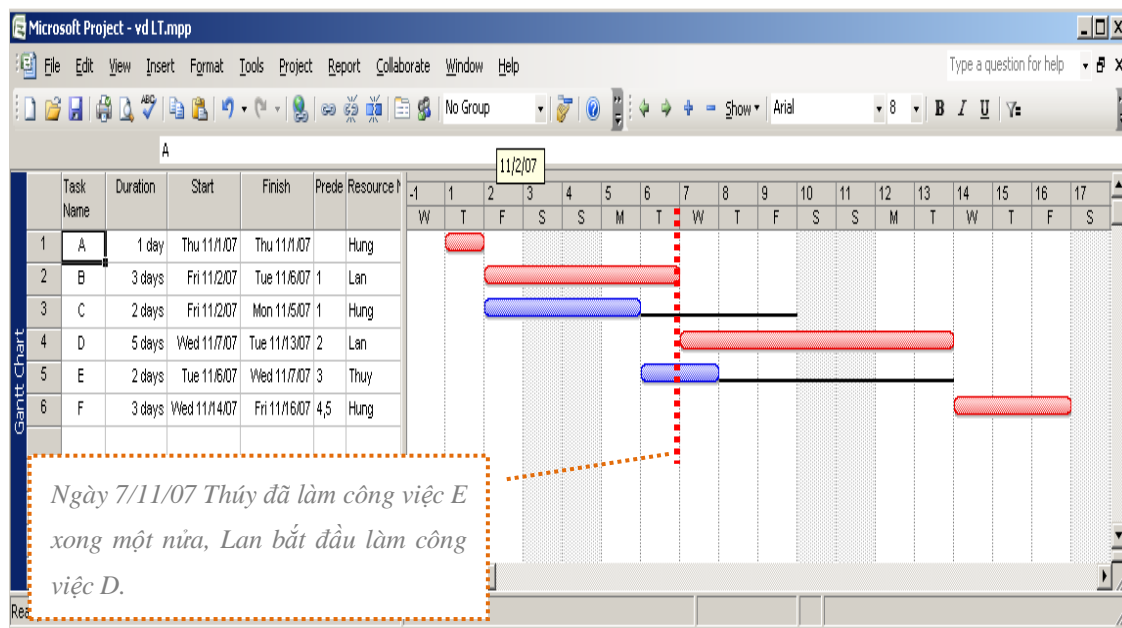 Microsoft Project - vd LT.mpp
File Edit View Insert Format Tools Project Report Collaborate Window Help Type a question for help
No Group Show Arial 8 B I U
A
11/2/07
Task Name Duration Start Finish Prede Resource N
-1 1 2 3 4 5 6 7 8 9 10 11 12 13 14 15 16 17
W T F S S M T W T F S S M T W T F S
1 A 1 day Thu 11/1/07 Thu 11/1/07 Hung
2 B 3 days Fri 11/2/07 Tue 11/6/07 1 Lan
3 C 2 days Fri 11/2/07 Mon 11/5/07 1 Hung
4 D 5 days Wed 11/7/07 Tue 11/13/07 2 Lan
5 E 2 days Tue 11/6/07 Wed 11/7/07 3 Thuy
6 F 3 days Wed 11/14/07 Fri 11/16/07 4,5 Hung
Gantt Chart
Ngày 7/11/07 Thúy đã làm công việc E
xong một nửa, Lan bắt đầu làm công
việc D.
Rea